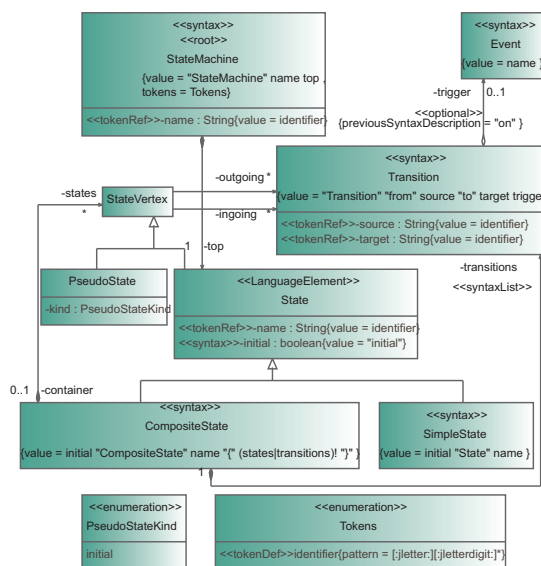 <<syntax>>
<<root>>
StateMachine
{value = "StateMachine" name top ,
tokens = Tokens}
<<tokenRef>>-name : String{value = identifier}
<<syntax>>
Event
{value = name }
-trigger
0..1
<<optional>>
{previousSyntaxDescription = "on" }
<<syntax>>
Transition
{value = "Transition" "from" source "to" target trigger
<<tokenRef>>-source : String{value = identifier}
<<tokenRef>>-target : String{value = identifier}
-states
*
StateVertex
-outgoing *
-ingoing *
1
-top
-transitions
<<syntaxList>>
PseudoState
-kind : PseudoStateKind
<<LanguageElement>>
State
<<tokenRef>>-name : String{value = identifier}
<<syntax>>-initial : boolean{value = "initial"}
0..1
-container
<<syntax>>
CompositeState
{value = initial "CompositeState" name "{" (states|transitions)! "}" }
1
<<syntax>>
SimpleState
{value = initial "State" name }
<<enumeration>>
PseudoStateKind
initial
<<enumeration>>
Tokens
<<tokenDef>>identifier{pattern = [:jletter:][:jletterdigit:]*}